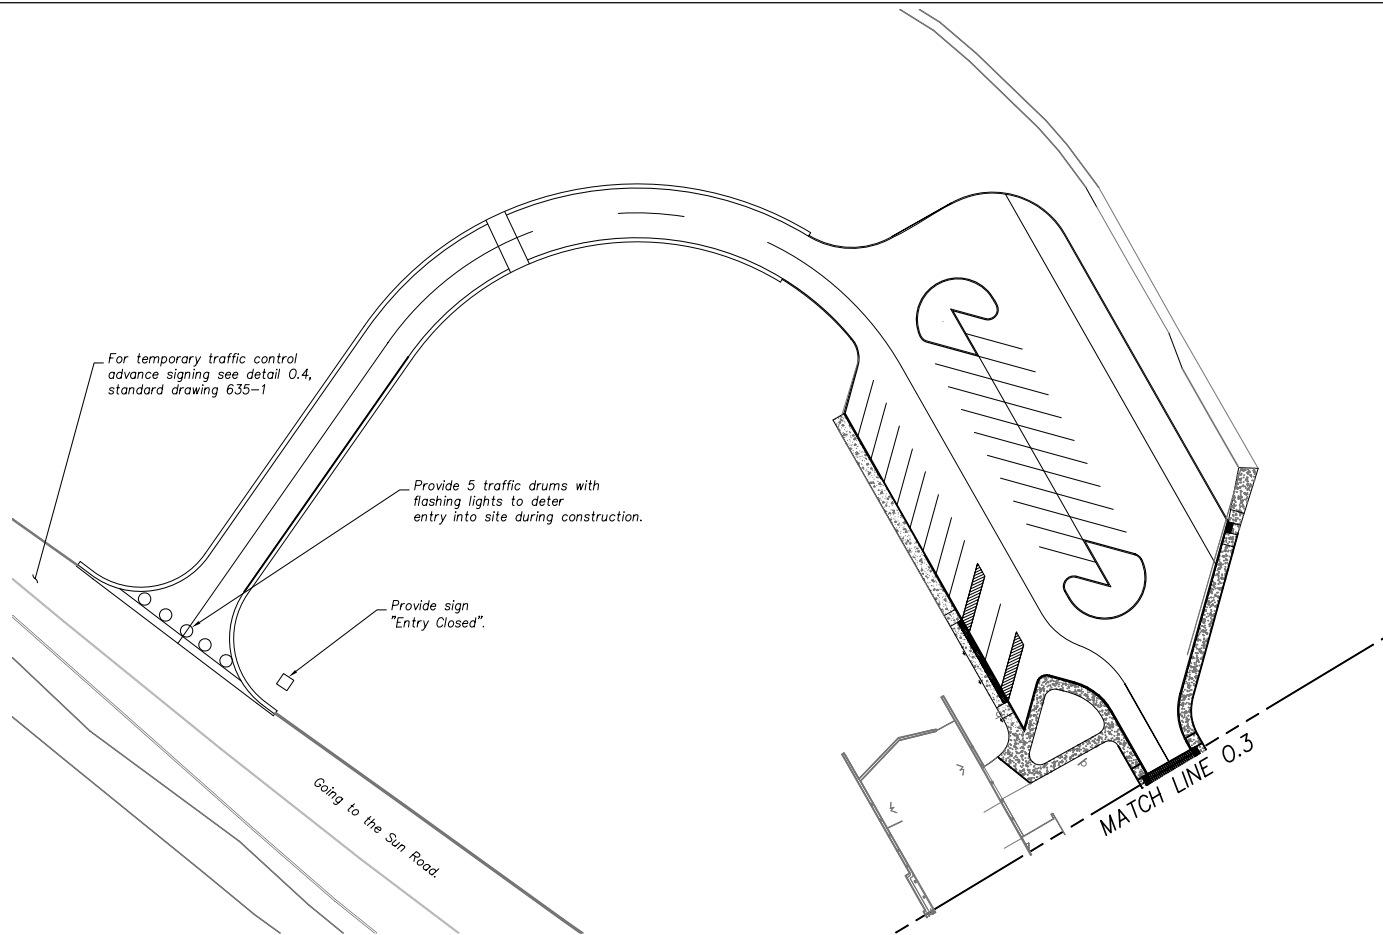 For temporary traffic control
advance signing see detail 0.4,
standard drawing 635-1
Provide 5 traffic drums with
flashing lights to deter
entry into site during construction.
Provide sign
"Entry Closed".
Going to the Sun Road.
MATCH LINE 0.3